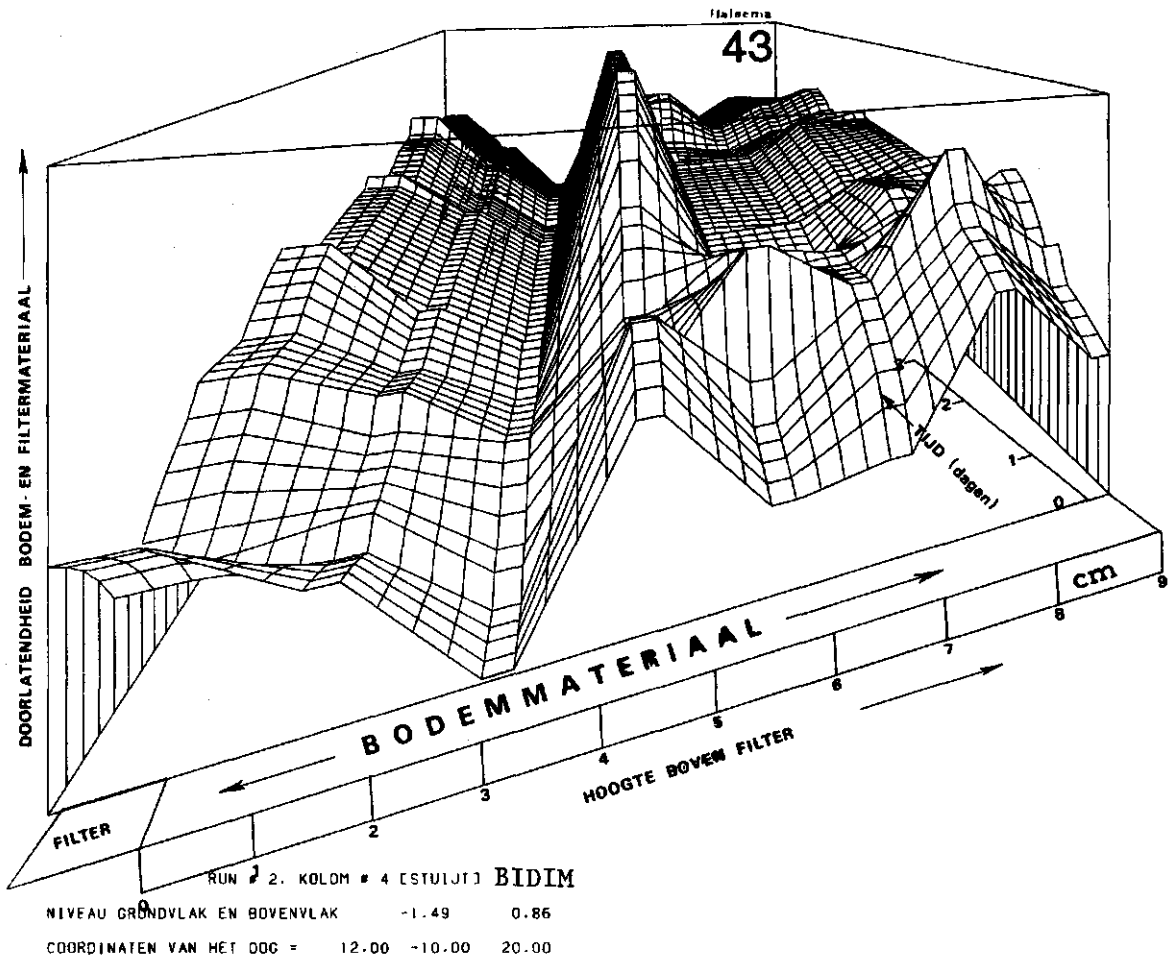 Halsema
43
DOORLATENDHEID BODEM- EN FILTERMATERIAAL
3
2
1
0
TIJD (dagen)
cm
BODEMMATERIAAL
FILTER
0
1
2
3
4
5
6
7
8
9
HOOGTE BOVEN FILTER
RUN # 2. KOLOM # 4 [STUIJT] BIDIM
NIVEAU GRONDVLAK EN BOVENVLAK -1.49 0.86
COORDINATEN VAN HET OOG = 12.00 -10.00 20.00